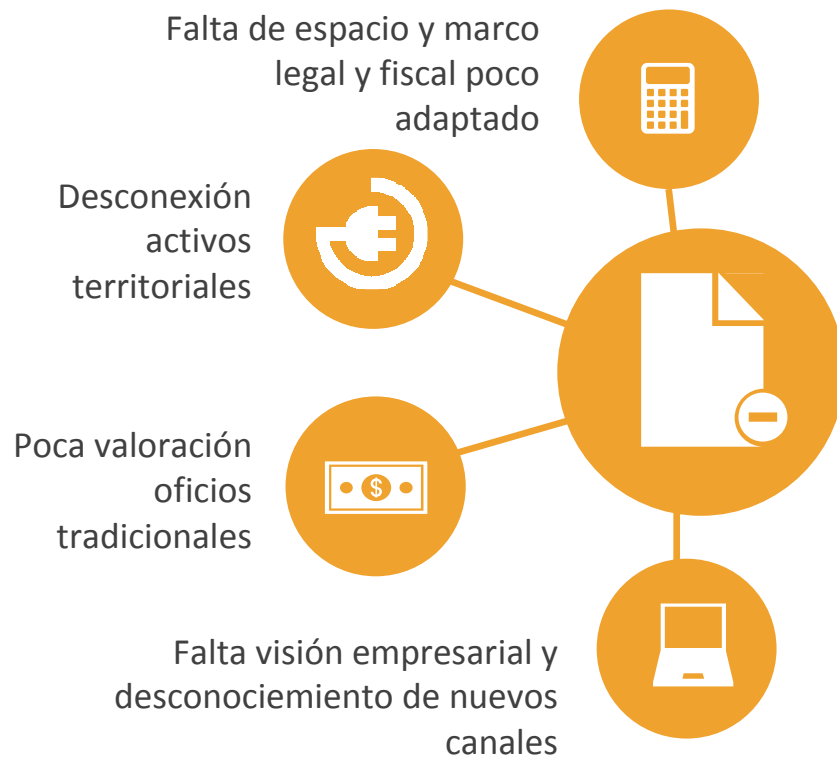 Falta de espacio y marco
legal y fiscal poco
adaptado
Desconexión
activos
territoriales
Poca valoración
oficios
tradicionales
$
Falta visión empresarial y
desconociemiento de nuevos
canales